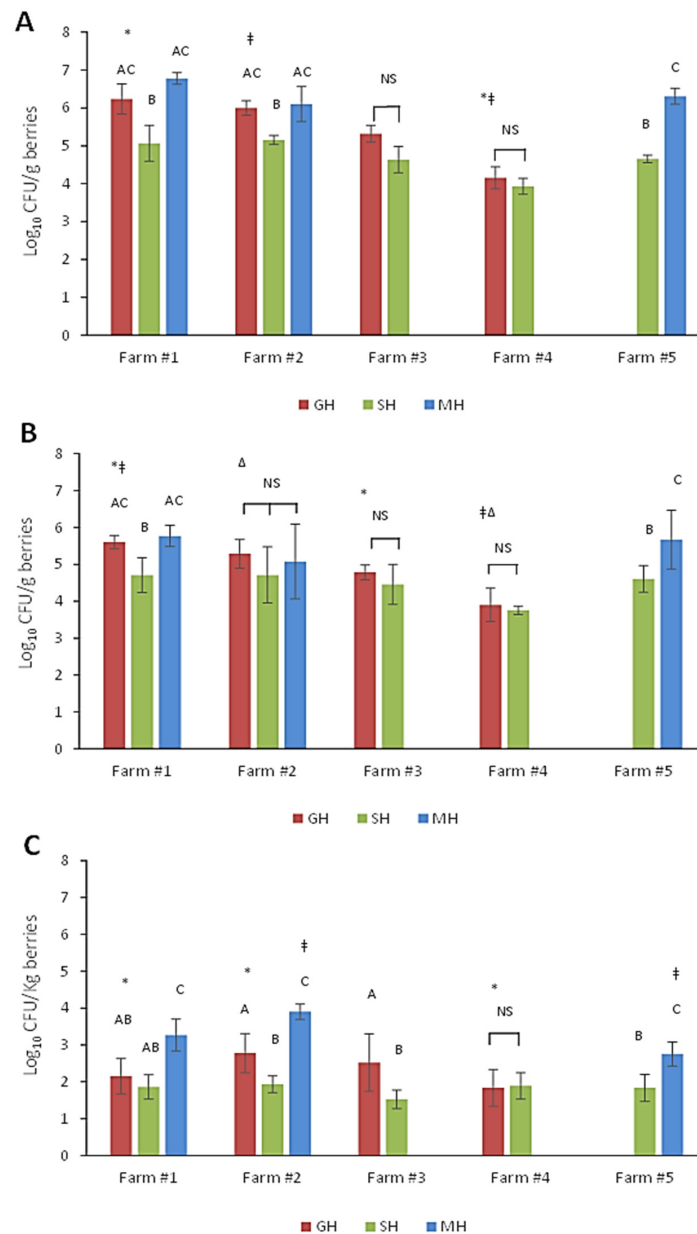 A
Log10 CFU/g berries
8
7
6
5
4
3
2
1
0
*
AC
B
AC
‡
AC
B
AC
NS
*‡
NS
B
C
Farm #1 Farm #2 Farm #3 Farm #4 Farm #5
GH SH MH
B
Log10 CFU/g berries
8
7
6
5
4
3
2
1
0
*‡
AC
B
AC
Δ
NS
*
NS
‡Δ
NS
B
C
Farm #1 Farm #2 Farm #3 Farm #4 Farm #5
GH SH MH
C
Log10 CFU/Kg berries
8
7
6
5
4
3
2
1
0
*
AB
AB
C
*
A
B
‡
C
A
B
*
NS
B
‡
C
Farm #1 Farm #2 Farm #3 Farm #4 Farm #5
GH SH MH